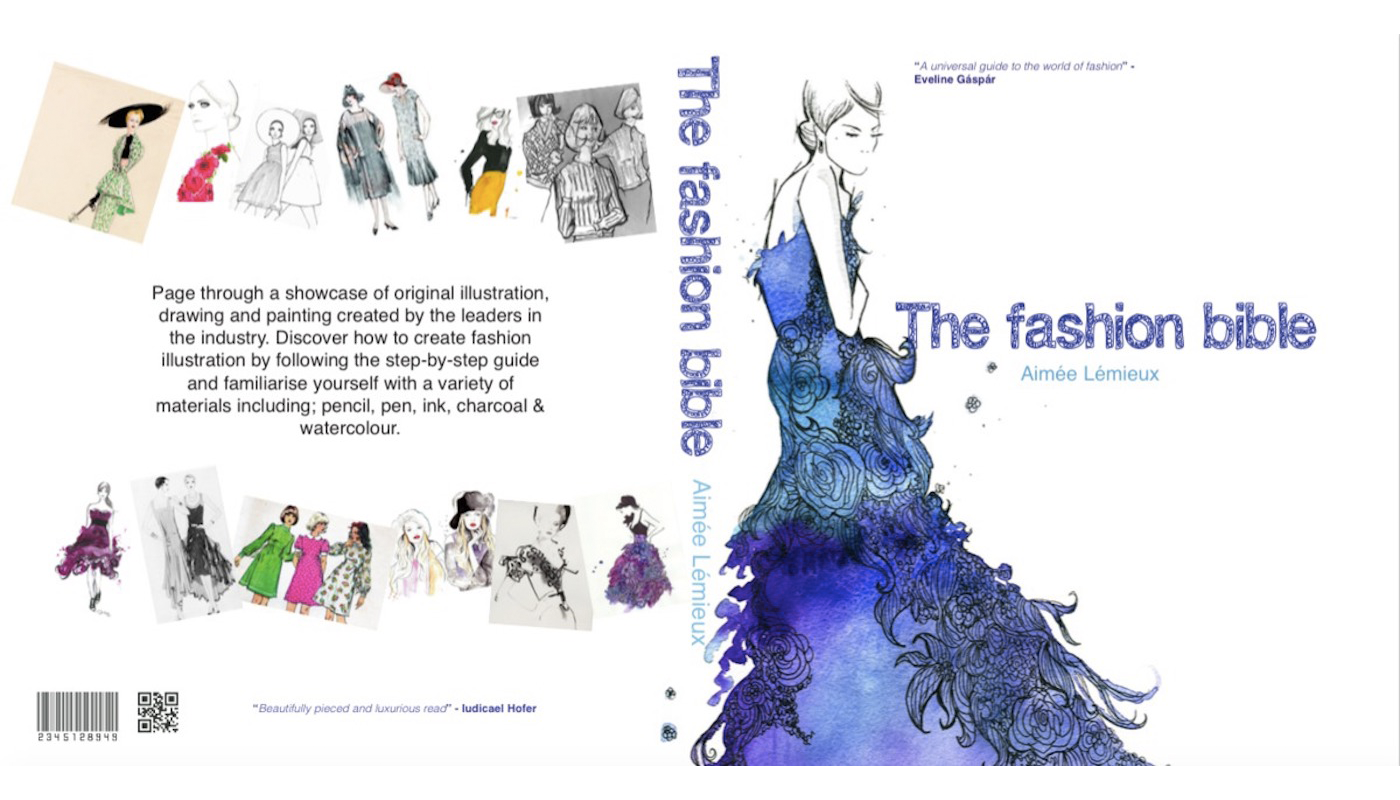 Page through a showcase of original illustration,
drawing and painting created by the leaders in
the industry. Discover how to create fashion
illustration by following the step-by-step guide
and familiarise yourself with a variety of
materials including; pencil, pen, ink, charcoal &
watercolour.
2345128949
“Beautifully pieced and luxurious read” - Iudicael Hofer
The fashion bible
Aimée Lémieux
“A universal guide to the world of fashion” -
Eveline Gáspár
The fashion bible
Aimée Lémieux